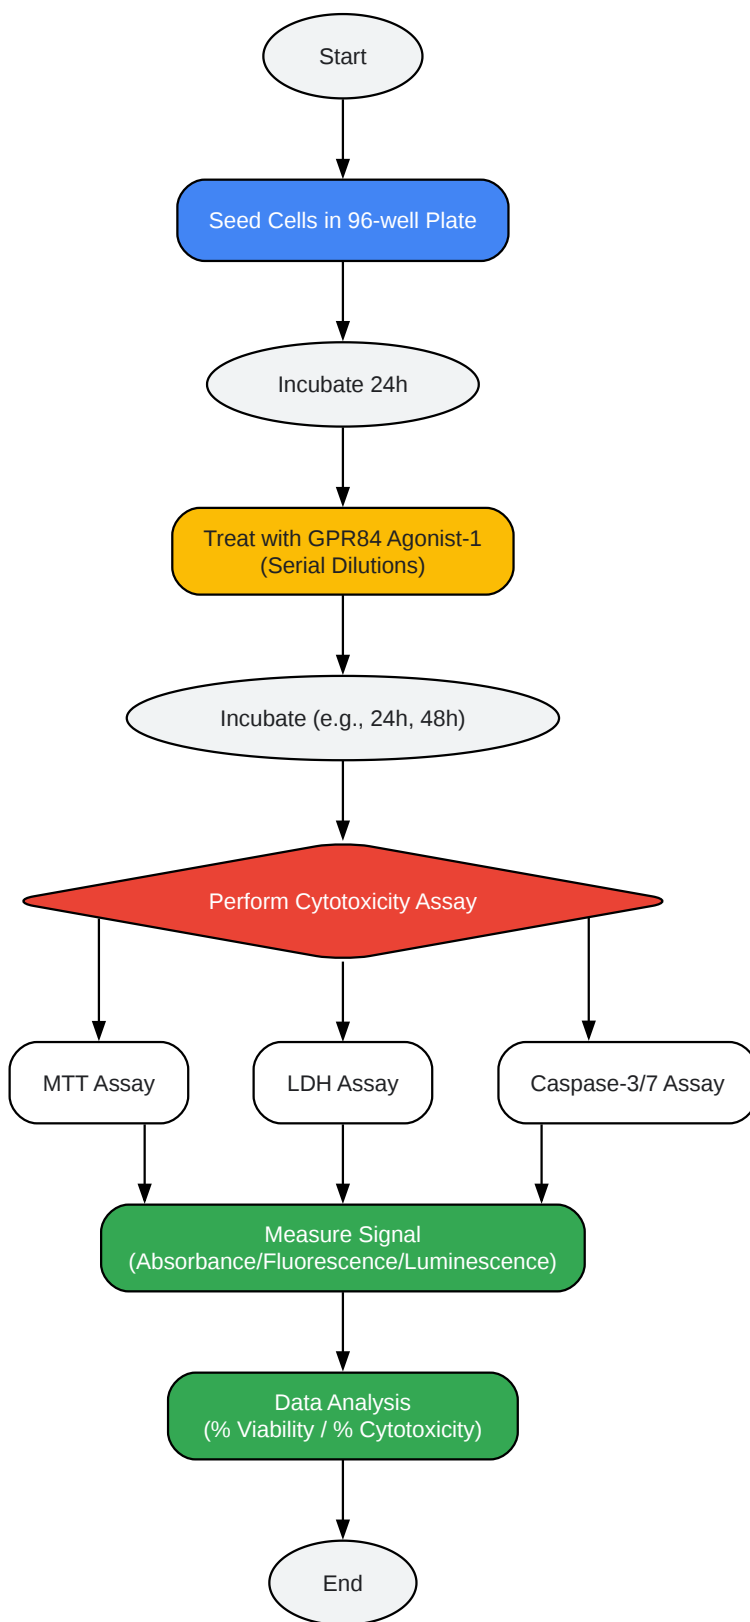 Start
Seed Cells in 96-well Plate
Incubate 24h
Treat with GPR84 Agonist-1
(Serial Dilutions)
Incubate (e.g., 24h, 48h)
Perform Cytotoxicity Assay
MTT Assay
LDH Assay
Caspase-3/7 Assay
Measure Signal
(Absorbance/Fluorescence/Luminescence)
Data Analysis
(% Viability / % Cytotoxicity)
End